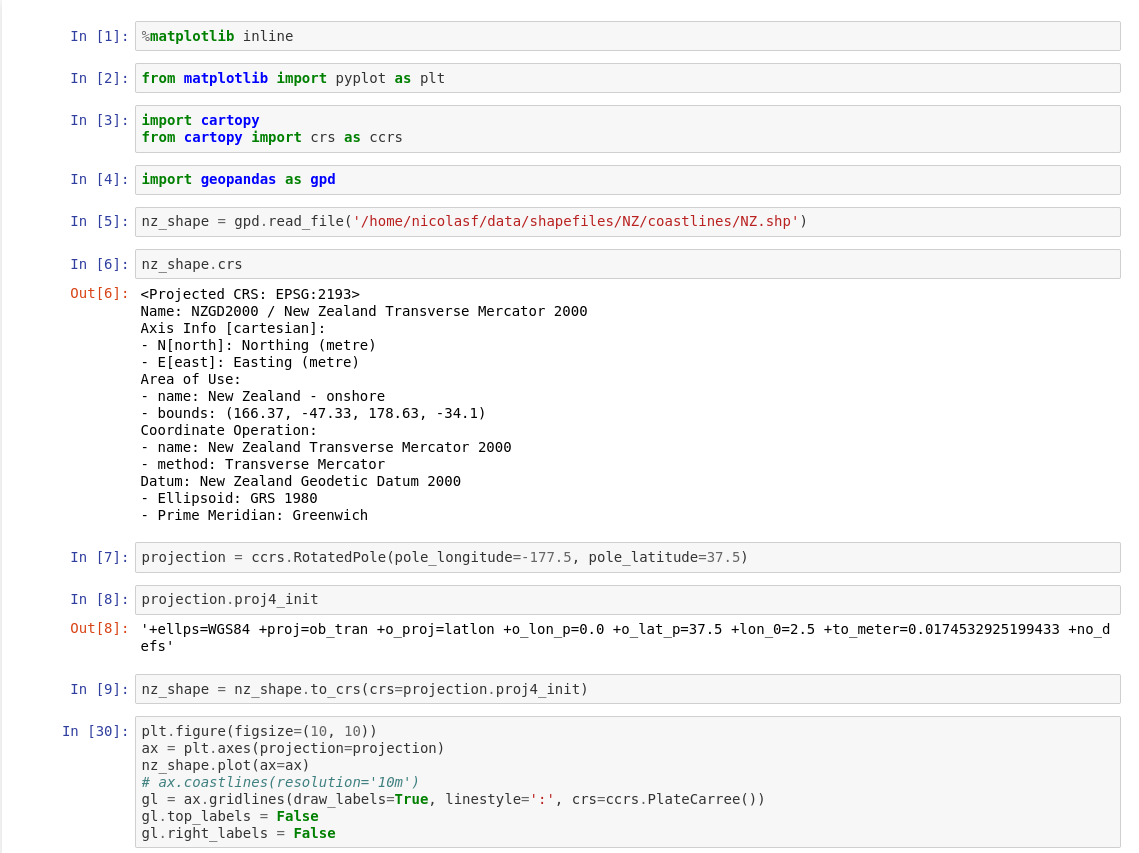 In [1]: %matplotlib inline
In [2]: from matplotlib import pyplot as plt
In [3]: import cartopy
from cartopy import crs as ccrs
In [4]: import geopandas as gpd
In [5]: nz_shape = gpd.read_file('/home/nicolasf/data/shapefiles/NZ/coastlines/NZ.shp')
In [6]: nz_shape.crs
Out[6]: <Projected CRS: EPSG:2193>
Name: NZGD2000 / New Zealand Transverse Mercator 2000
Axis Info [cartesian]:
- N[north]: Northing (metre)
- E[east]: Easting (metre)
Area of Use:
- name: New Zealand - onshore
- bounds: (166.37, -47.33, 178.63, -34.1)
Coordinate Operation:
- name: New Zealand Transverse Mercator 2000
- method: Transverse Mercator
Datum: New Zealand Geodetic Datum 2000
- Ellipsoid: GRS 1980
- Prime Meridian: Greenwich
In [7]: projection = ccrs.RotatedPole(pole_longitude=-177.5, pole_latitude=37.5)
In [8]: projection.proj4_init
Out[8]: '+ellps=WGS84 +proj=ob_tran +o_proj=latlon +o_lon_p=0.0 +o_lat_p=37.5 +lon_0=2.5 +to_meter=0.0174532925199433 +no_d
efs'
In [9]: nz_shape = nz_shape.to_crs(crs=projection.proj4_init)
In [30]: plt.figure(figsize=(10, 10))
ax = plt.axes(projection=projection)
nz_shape.plot(ax=ax)
# ax.coastlines(resolution='10m')
gl = ax.gridlines(draw_labels=True, linestyle=':', crs=ccrs.PlateCarree())
gl.top_labels = False
gl.right_labels = False